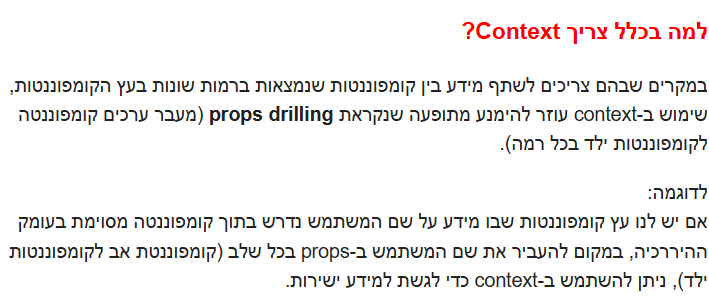 למה בכלל צריך Context?
במקרים שבהם צריכים לשתף מידע בין קומפוננטות שנמצאות ברמות שונות בעץ הקומפוננטות,
שימוש ב-context עוזר להימנע מתופעה שנקראת props drilling (מעבר ערכים קומפוננטה
לקומפוננטות ילד בכל רמה).
לדוגמה:
אם יש לנו עץ קומפוננטות שבו מידע על שם המשתמש נדרש בתוך קומפוננטה מסוימת בעומק
ההיררכיה, במקום להעביר את שם המשתמש ב-props בכל שלב (קומפוננטת אב לקומפוננטות
ילד), ניתן להשתמש ב-context כדי לגשת למידע ישירות.